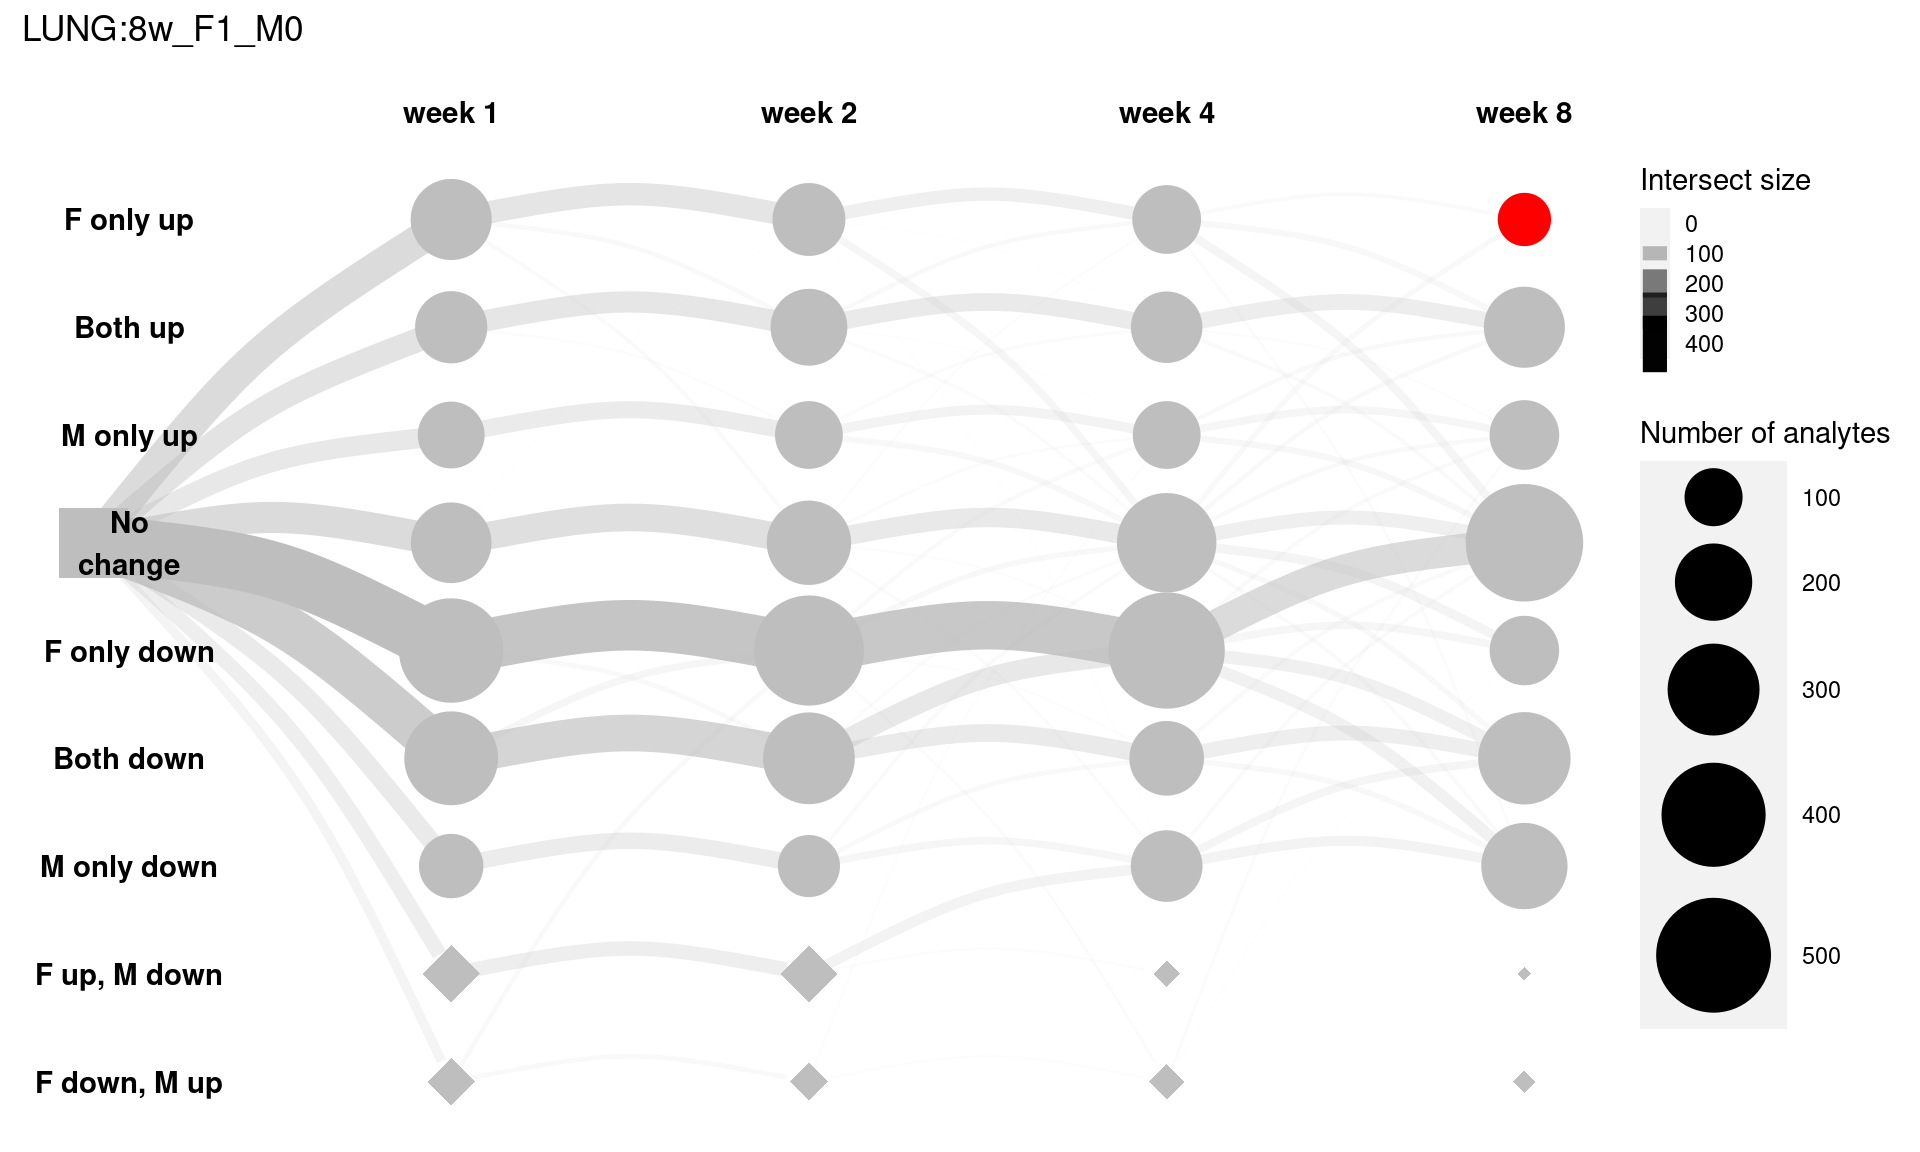 LUNG:8w_F1_M0
week 1
week 2
week 4
week 8
F only up
Both up
M only up
No
change
F only down
Both down
M only down
F up, M down
F down, M up
Intersect size
0
100
200
300
400
Number of analytes
100
200
300
400
500